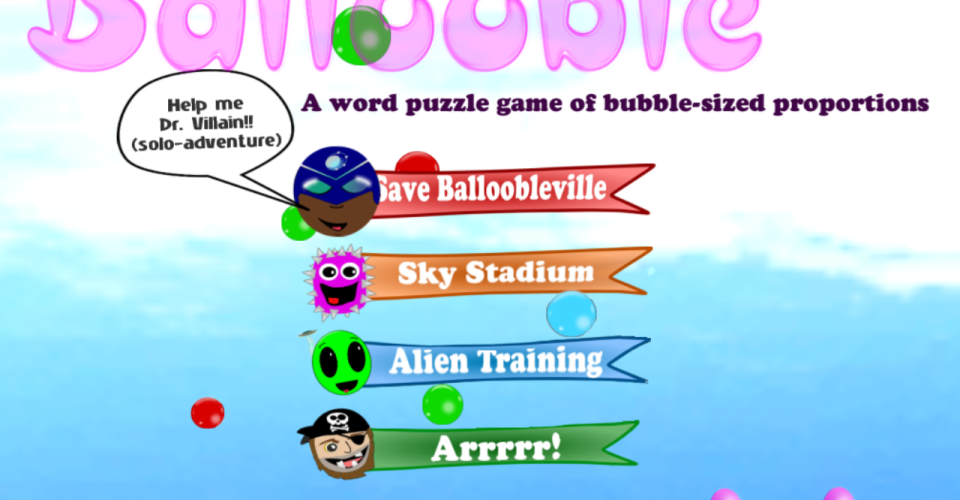 Balloobie
A word puzzle game of bubble-sized proportions
Help me
Dr. Villain!!
(solo-adventure)
Save Balloobleville
Sky Stadium
Alien Training
Arrrrr!